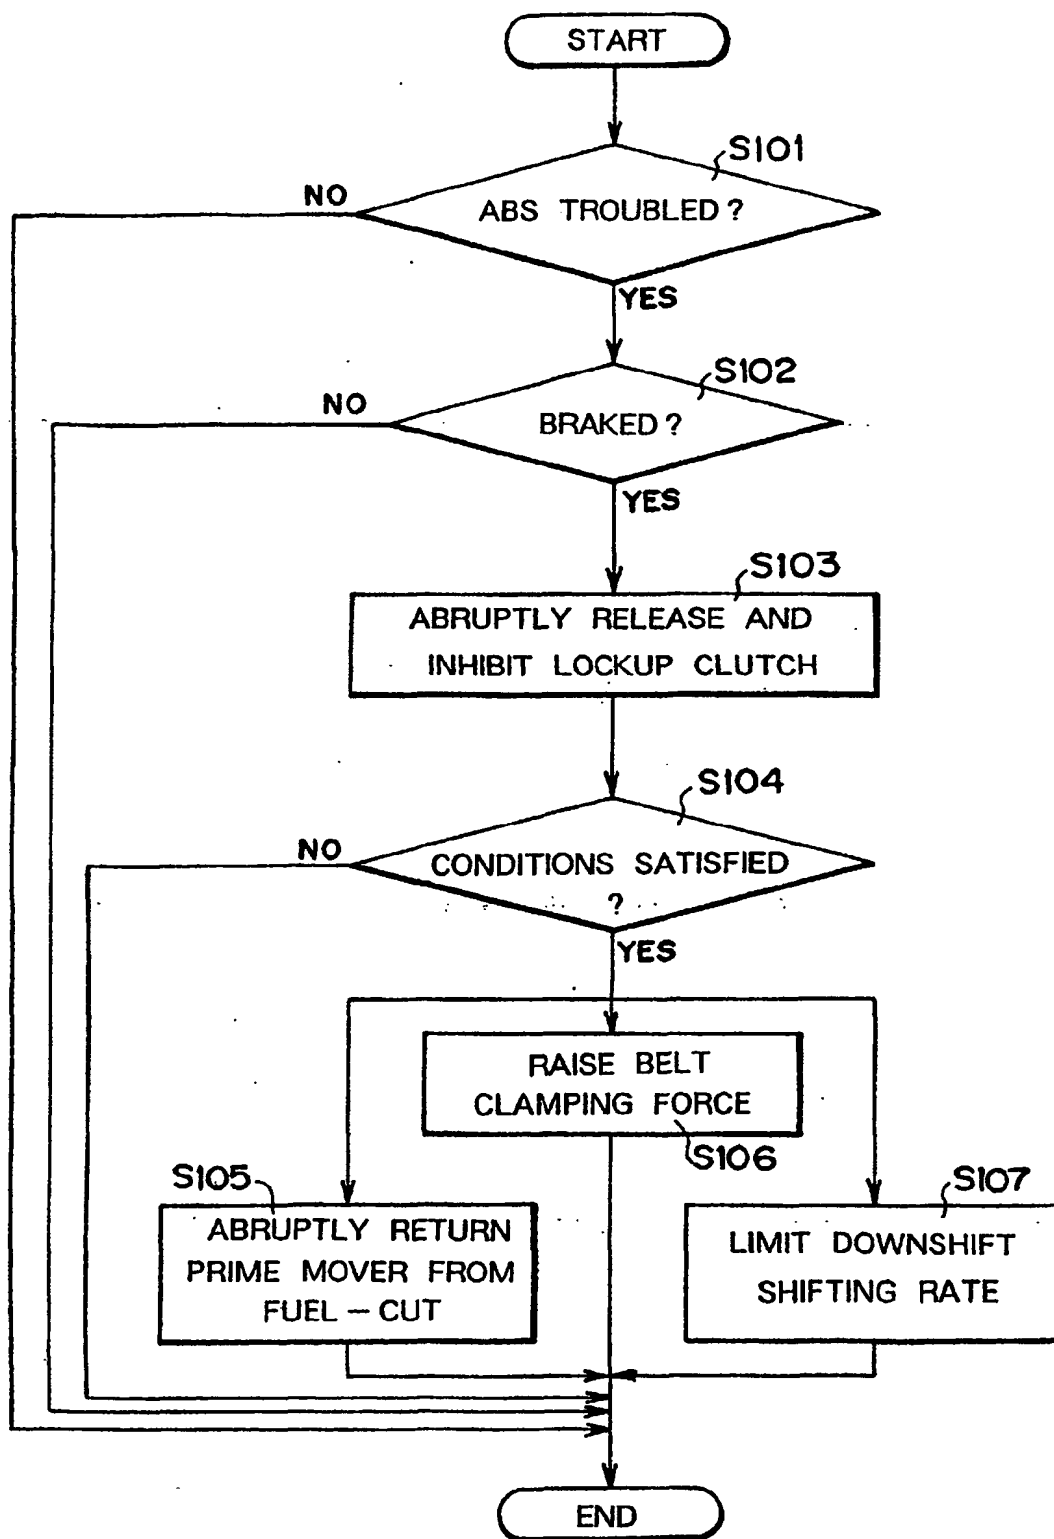 START
S101
NO
ABS TROUBLED?
YES
S102
NO
BRAKED?
YES
S103
ABRUPTLY RELEASE AND
INHIBIT LOCKUP CLUTCH
S104
NO
CONDITIONS SATISFIED
?
YES
RAISE BELT
CLAMPING FORCE
S106
S105
ABRUPTLY RETURN
PRIME MOVER FROM
FUEL-CUT
S107
LIMIT DOWNSHIFT
SHIFTING RATE
END